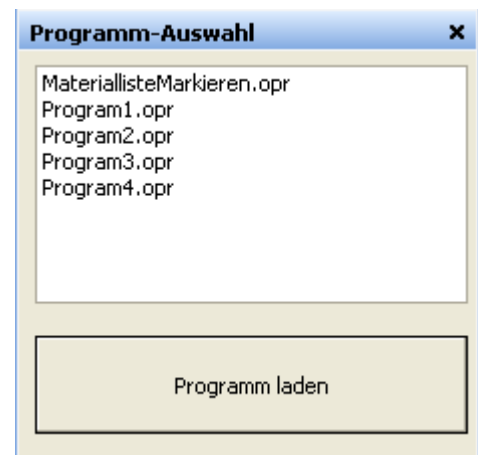 Programm-Auswahl
MateriallisteMarkieren.opr
Program1.opr
Program2.opr
Program3.opr
Program4.opr
Programm laden